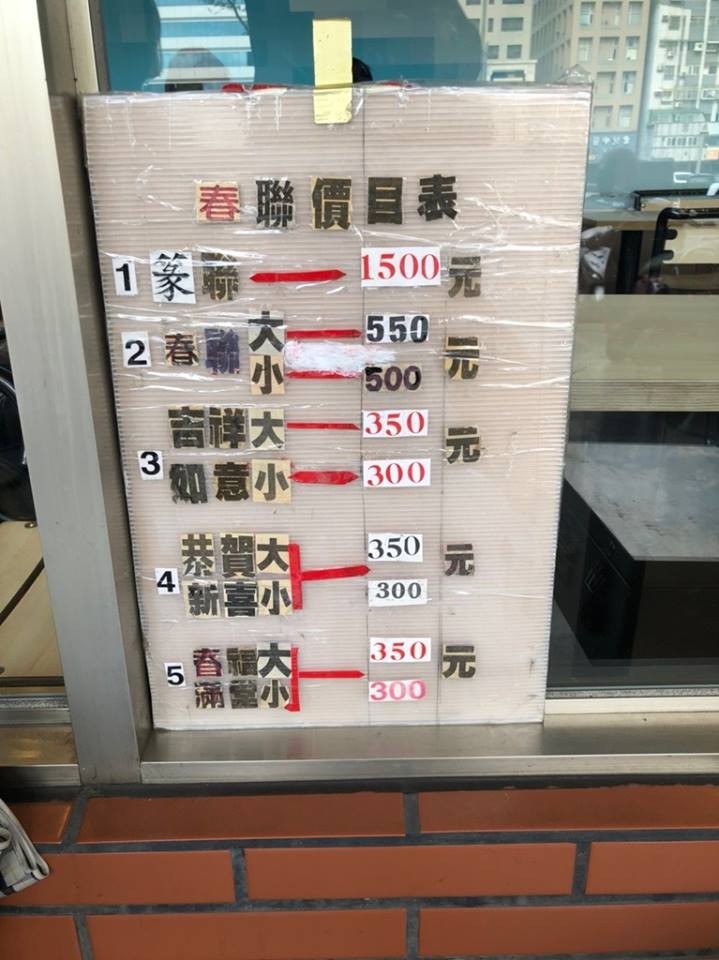 春聯價目表
1 篆聯 1500 元
2 春聯 大 550 元
小 500
3 吉祥大 350 元
如意小 300
4 恭賀大 350 元
新喜小 300
5 春福大 350 元
滿堂小 300